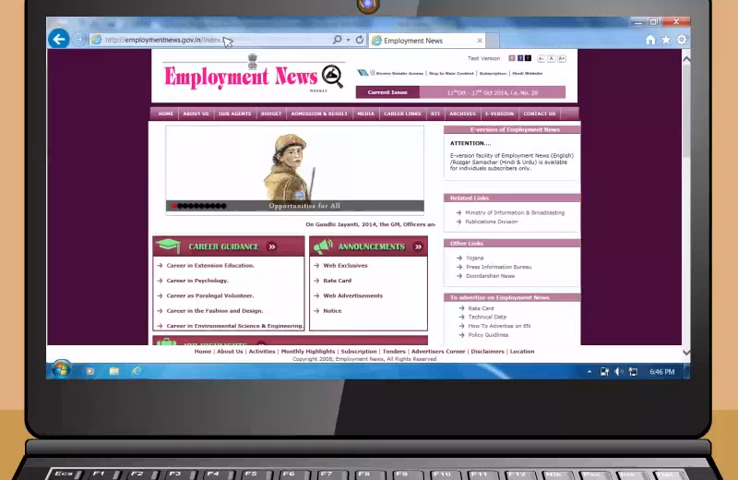 http://employmentnews.gov.in/Index.
Employment News
Text Version A- A A+
Employment News
WEEKLY
Screen Reader Access Skip to Main Content Subscription Hindi Website
Current Issue 11th Oct - 17th Oct 2014, i.e. No. 28
HOME ABOUT US OUR AGENTS BUDGET ADMISSION & RESULT MEDIA CAREER LINKS RTI ARCHIVES E-VERSION CONTACT US
Opportunities for All
On Gandhi Jayanti, 2014, the GM, Officers an
E-version of Employment News
ATTENTION....
E-version facility of Employment News (English)
/Rozgar Samachar (Hindi & Urdu) is available
for individuals subscribers only.
Related Links
Ministry of Information & Broadcasting
Publications Division
Other Links
Yojana
Press Information Bureau
Doordarshan News
To advertise on Employment News
Rate Card
Technical Data
How To Advertise on EN
Policy Guidlines
CAREER GUIDANCE
Career in Extension Education.
Career in Psychology.
Career as Paralegal Volunteer.
Career in the Fashion and Design.
Career in Environmental Science & Engineering.
ANNOUNCEMENTS
Web Exclusives
Rate Card
Web Advertisements
Notice
JOB HIGHLIGHTS
Home | About Us | Activities | Monthly Highlights | Subscription | Tenders | Advertisers Corner | Disclaimers | Location
Copyright 2008, Employment News, All Rights Reserved
6:46 PM
Esc F1 F2 F3 F4 F5 F6 F7 F8 F9 F10 F11 F12